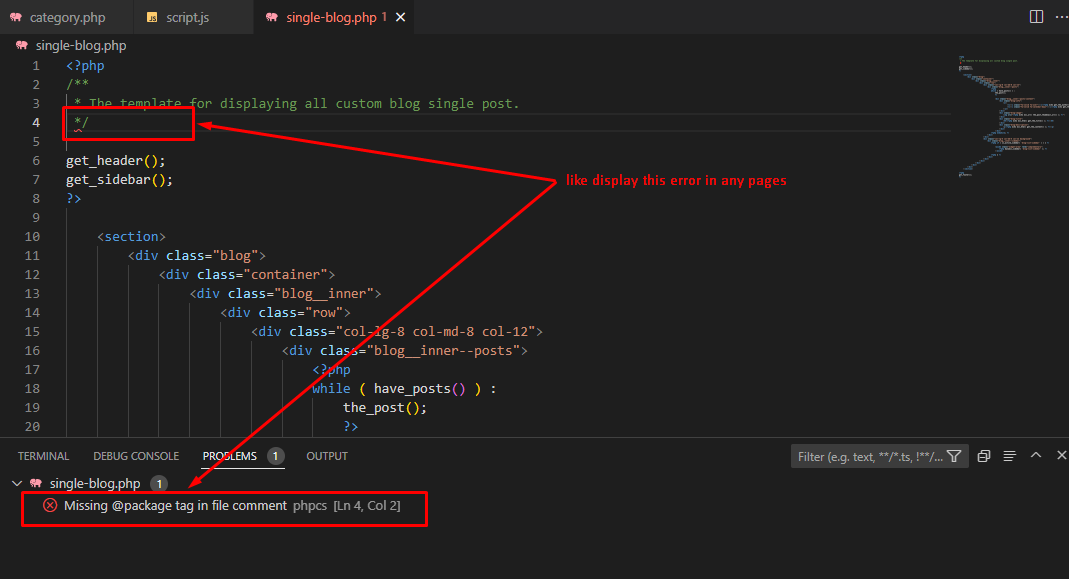 category.php JS script.js single-blog.php 1
single-blog.php
1 <?php
2 /**
3 * The template for displaying all custom blog single post.
4 */
5
6 get_header();
7 get_sidebar();
like display this error in any pages
8 ?>
9
10 <section>
11 <div class="blog">
12 <div class="container">
13 <div class="blog__inner">
14 <div class="row">
15 <div class="col-lg-8 col-md-8 col-12">
16 <div class="blog__inner--posts">
17 <?php
18 while ( have_posts() ) :
19 the_post();
20 ?>
TERMINAL DEBUG CONSOLE PROBLEMS 1 OUTPUT Filter (e.g. text, **/*.ts, !**/...
single-blog.php 1
Missing @package tag in file comment phpcs [Ln 4, Col 2]